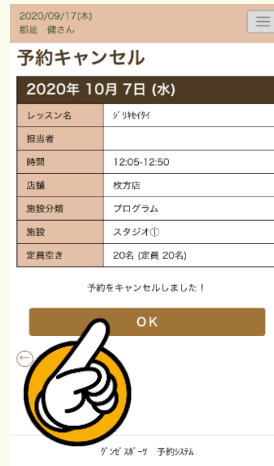 2020/09/17(木)
都是　健さん
予約キャンセル
2020年 10月 7日 (水)
レッスン名 ｼﾞﾘｷｾｲﾀｲ
担当者
時間 12:05-12:50
店舗 枚方店
施設分類 プログラム
施設 スタジオ①
定員空き 20名 (定員 20名)
予約をキャンセルしました！
OK
ｸﾞﾝｾﾞｽﾎﾟｰﾂ　予約ｼｽﾃﾑ